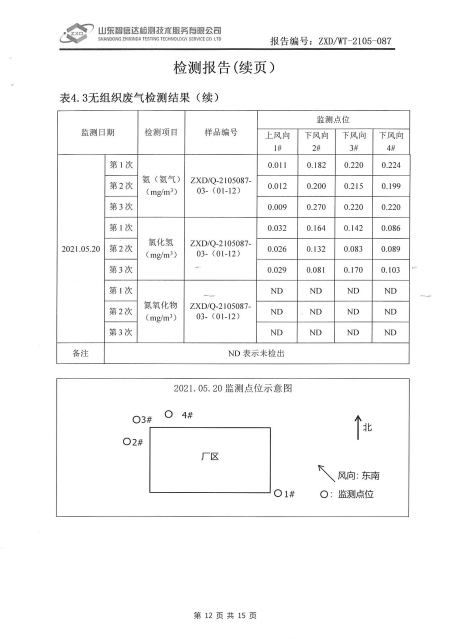 ZXD
山东智信达检测技术服务有限公司
SHANDONG ZHIXINDA TESTING TECHNOLOGY SERVICE CO. LTD
报告编号: ZXD/WT-2105-087
检测报告(续页)
表4.3无组织废气检测结果(续)
监测日期 检测项目 样品编号 监测点位
上风向 1# 下风向 2# 下风向 3# 下风向 4#
2021.05.20
第1次 氨(氨气)(mg/m³) ZXD/Q-2105087-03-(01-12) 0.011 0.182 0.220 0.224
第2次 0.012 0.200 0.215 0.199
第3次 0.009 0.270 0.220 0.220
第1次 氯化氢(mg/m³) ZXD/Q-2105087-03-(01-12) 0.032 0.164 0.142 0.086
第2次 0.026 0.132 0.083 0.089
第3次 0.029 0.081 0.170 0.103
第1次 氮氧化物(mg/m³) ZXD/Q-2105087-03-(01-12) ND ND ND ND
第2次 ND ND ND ND
第3次 ND ND ND ND
备注 ND 表示未检出
2021.05.20监测点位示意图
3# 4#
北
2#
厂区
风向: 东南
1# : 监测点位
第 12 页 共 15 页